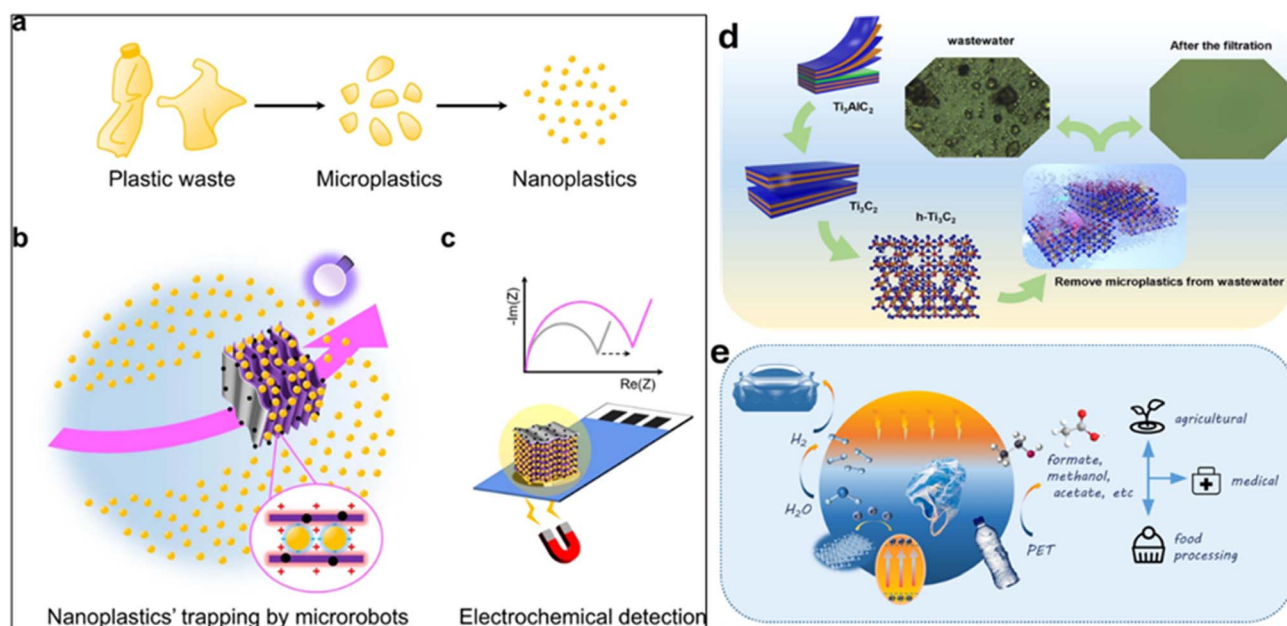 a
Plastic waste
Microplastics
Nanoplastics
b
Nanoplastics' trapping by microrobots
c
-Im(Z)
Re(Z)
Electrochemical detection
d
Ti₃AlC₂
Ti₃C₂
h-Ti₃C₂
wastewater
After the filtration
Remove microplastics from wastewater
e
H₂
H₂O
PET
formate,
methanol,
acetate, etc
agricultural
medical
food
processing